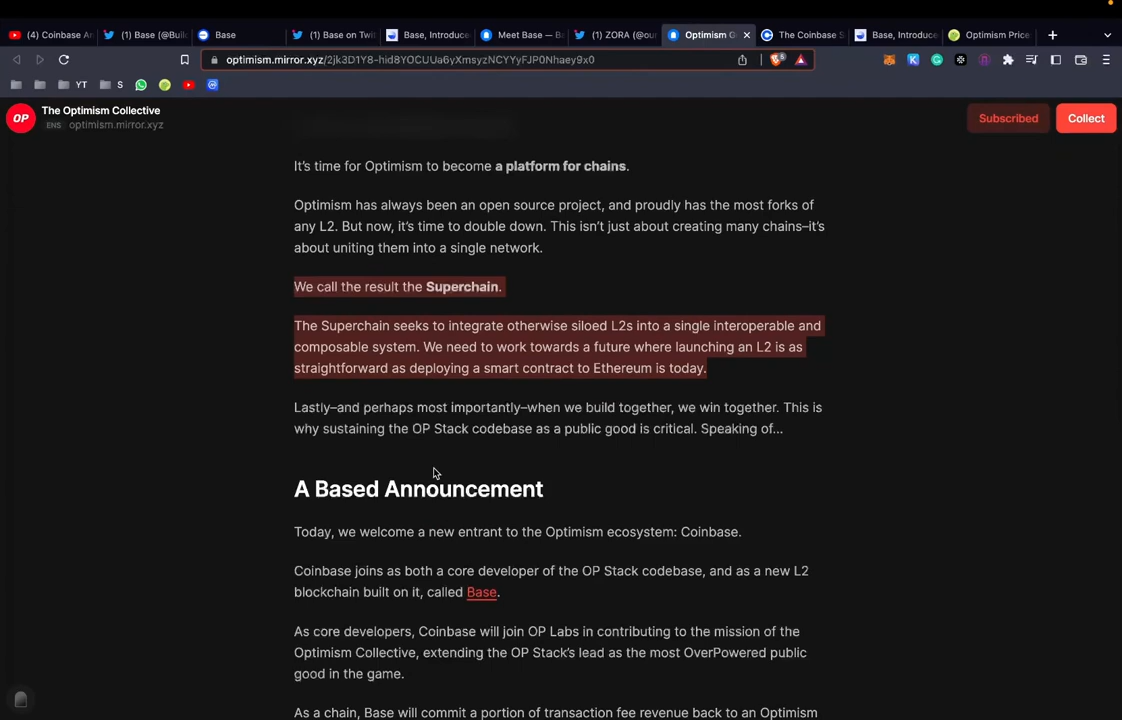 (4) Coinbase An
(1) Base (@Buil
Base
(1) Base on Twit
Base, Introduce
Meet Base — Ba
(1) ZORA (@our
Optimism G
The Coinbase S
Base, Introduce
Optimism Price
optimism.mirror.xyz/2jk3D1Y8-hid8YOCUUa6yXmsyzNCYYyFJP0Nhaey9x0
YT
S
OP
The Optimism Collective
ENS optimism.mirror.xyz
Subscribed
Collect
It's time for Optimism to become a platform for chains.
Optimism has always been an open source project, and proudly has the most forks of
any L2. But now, it's time to double down. This isn't just about creating many chains–it's
about uniting them into a single network.
We call the result the Superchain.
The Superchain seeks to integrate otherwise siloed L2s into a single interoperable and
composable system. We need to work towards a future where launching an L2 is as
straightforward as deploying a smart contract to Ethereum is today.
Lastly–and perhaps most importantly–when we build together, we win together. This is
why sustaining the OP Stack codebase as a public good is critical. Speaking of...
A Based Announcement
Today, we welcome a new entrant to the Optimism ecosystem: Coinbase.
Coinbase joins as both a core developer of the OP Stack codebase, and as a new L2
blockchain built on it, called Base.
As core developers, Coinbase will join OP Labs in contributing to the mission of the
Optimism Collective, extending the OP Stack's lead as the most OverPowered public
good in the game.
As a chain, Base will commit a portion of transaction fee revenue back to an Optimism